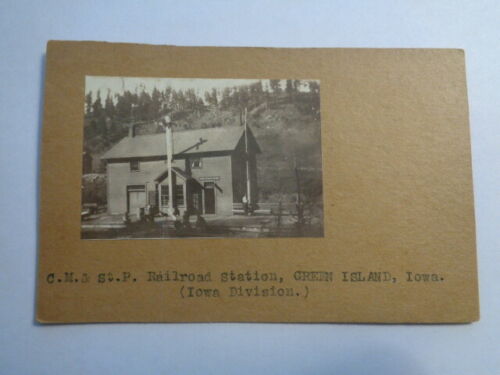 C.M.& St.P. Railroad Station, GREEN ISLAND, Iowa.
(Iowa Division.)